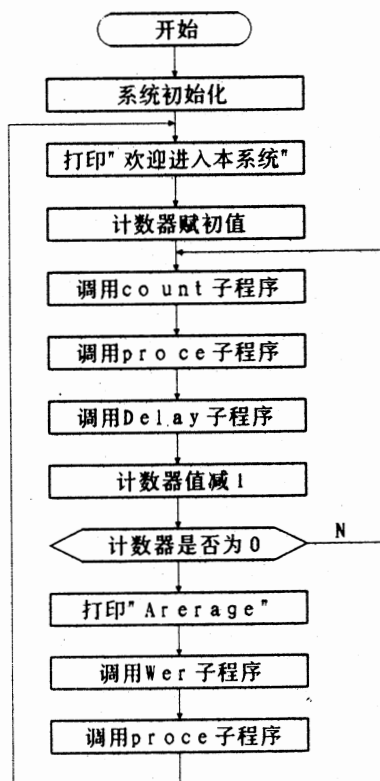 开始
系统初始化
打印"欢迎进入本系统"
计数器赋初值
调用count子程序
调用proce子程序
调用Delay子程序
计数器值减1
计数器是否为0
N
打印"Arerage"
调用Wer子程序
调用proce子程序